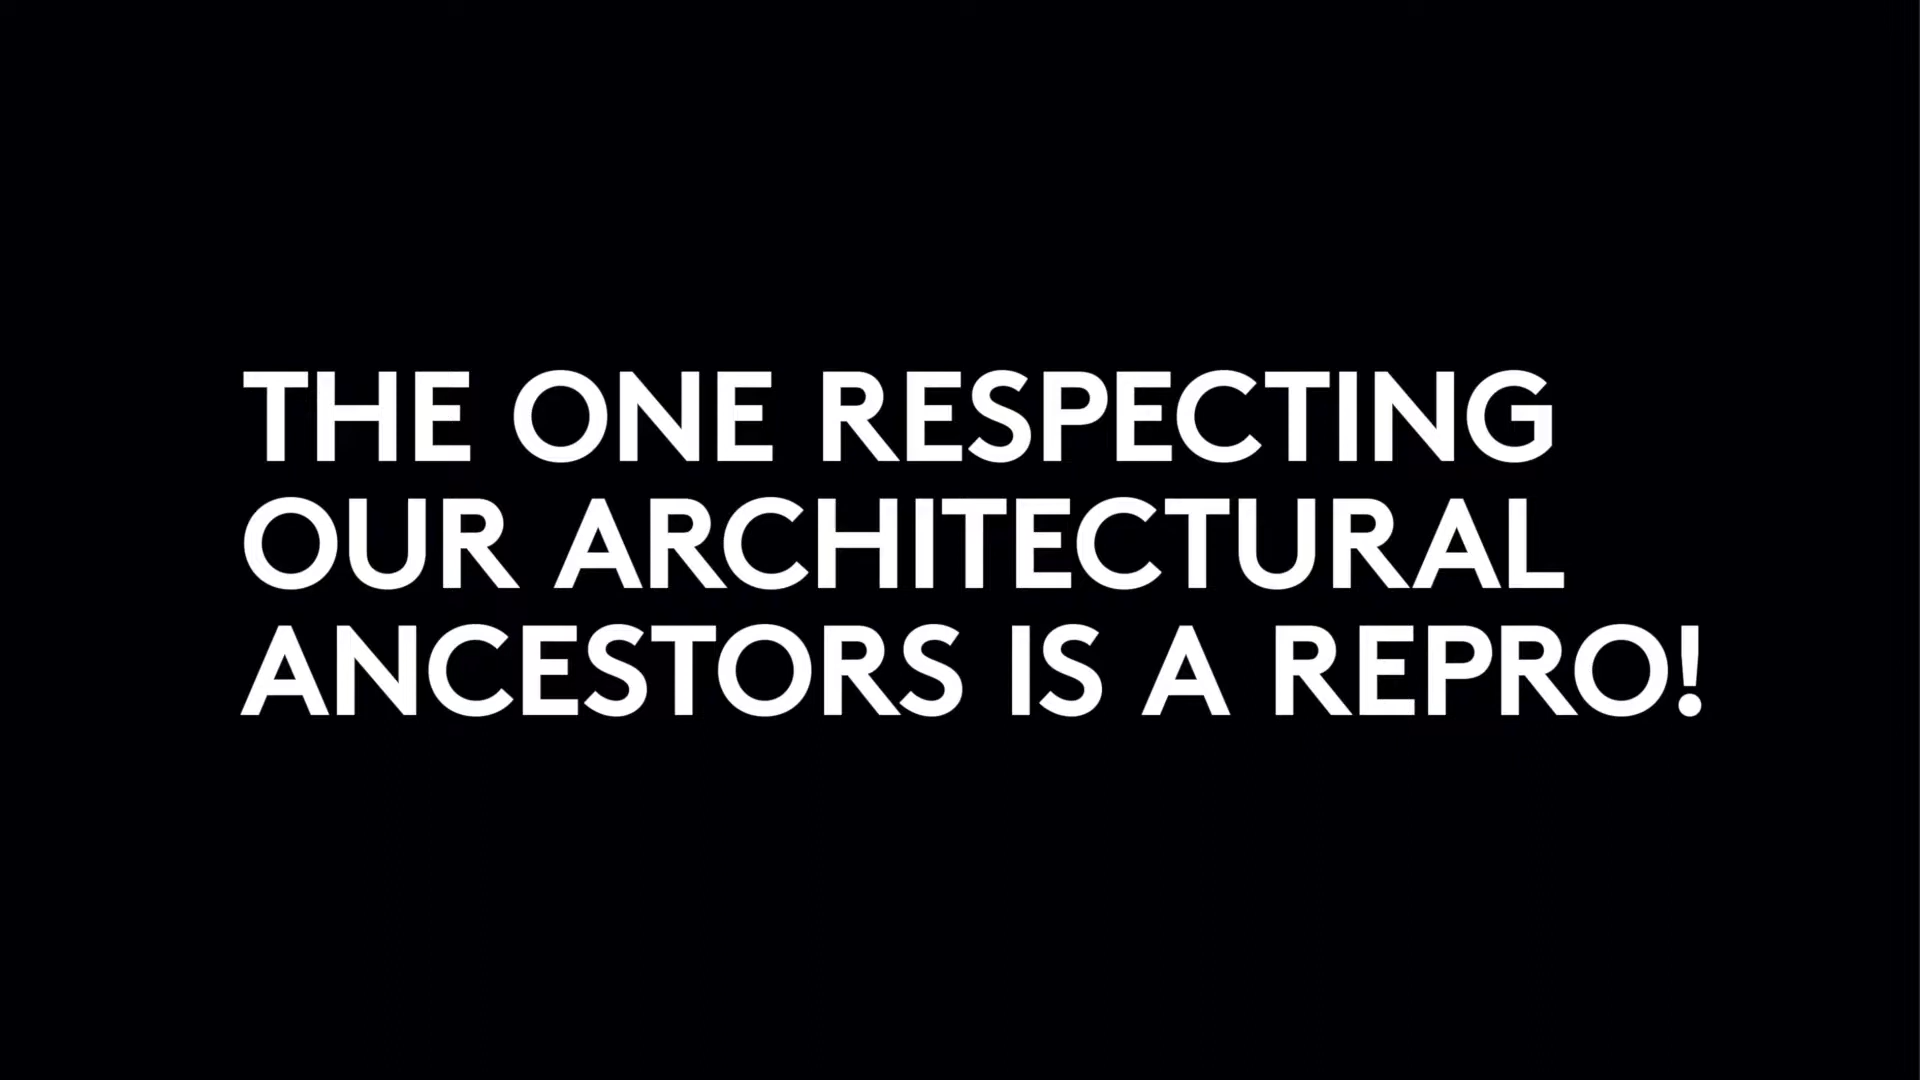 THE ONE RESPECTING
OUR ARCHITECTURAL
ANCESTORS IS A REPRO!